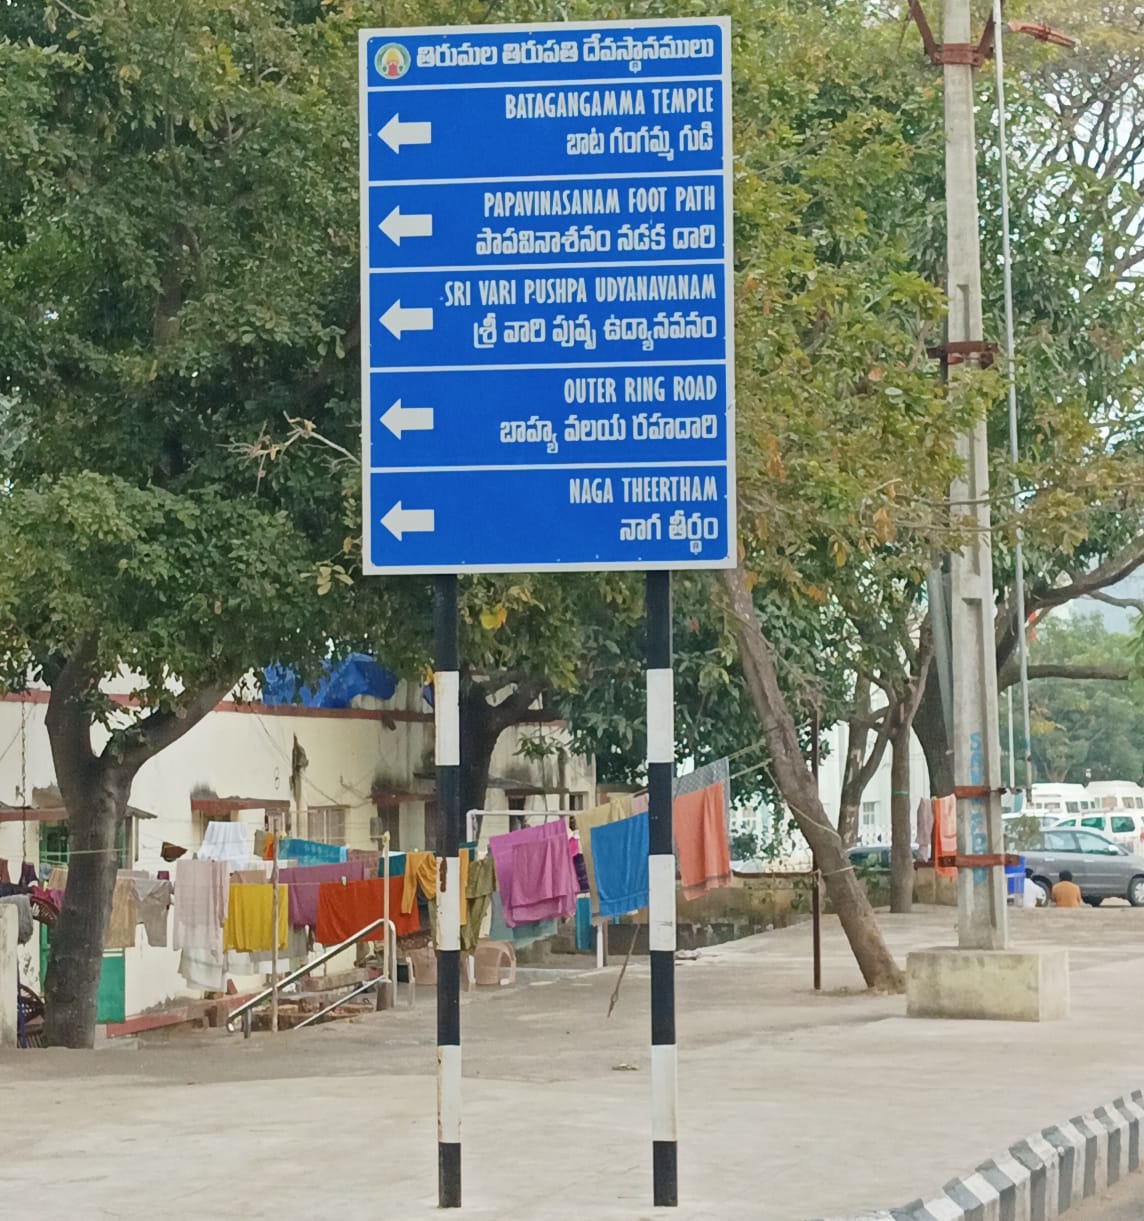 తిరుమల తిరుపతి దేవస్థానములు
BATAGANGAMMA TEMPLE
బాట గంగమ్మ గుడి
PAPAVINASANAM FOOT PATH
పాపవినాశనం నడక దారి
SRI VARI PUSHPA UDYANAVANAM
శ్రీ వారి పుష్ప ఉద్యానవనం
OUTER RING ROAD
బాహ్య వలయ రహదారి
NAGA THEERTHAM
నాగ తీర్థం